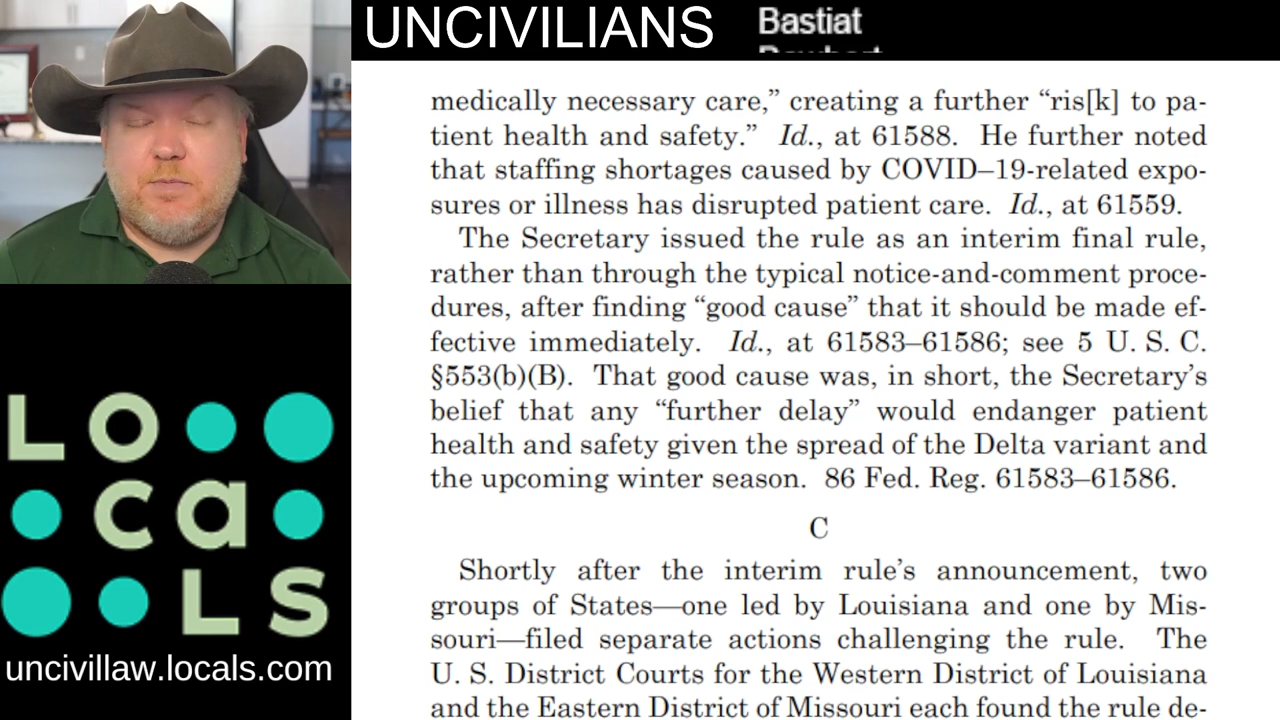 UNCIVILIANS
Bastiat
medically necessary care,” creating a further “ris[k] to pa-
tient health and safety.” Id., at 61588. He further noted
that staffing shortages caused by COVID–19-related expo-
sures or illness has disrupted patient care. Id., at 61559.
The Secretary issued the rule as an interim final rule,
rather than through the typical notice-and-comment proce-
dures, after finding “good cause” that it should be made ef-
fective immediately. Id., at 61583–61586; see 5 U. S. C.
§553(b)(B). That good cause was, in short, the Secretary’s
belief that any “further delay” would endanger patient
health and safety given the spread of the Delta variant and
the upcoming winter season. 86 Fed. Reg. 61583–61586.
C
Shortly after the interim rule’s announcement, two
groups of States—one led by Louisiana and one by Mis-
souri—filed separate actions challenging the rule. The
U. S. District Courts for the Western District of Louisiana
and the Eastern District of Missouri each found the rule de-
LO
ca
LS
uncivillaw.locals.com